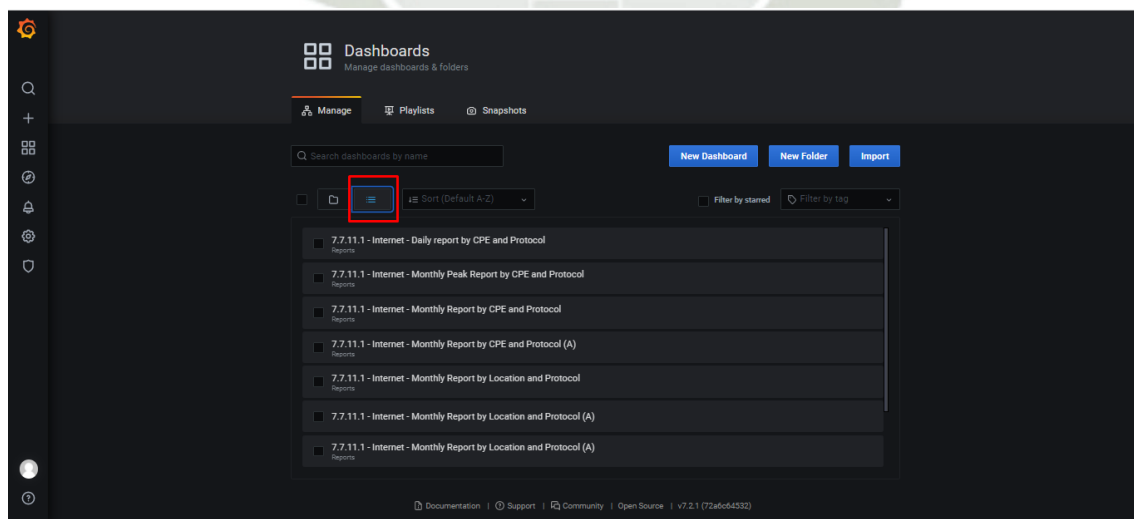 Dashboards
Manage dashboards & folders
Manage Playlists Snapshots
Search dashboards by name New Dashboard New Folder Import
Sort (Default A-Z) Filter by starred Filter by tag
7.7.11.1 - Internet - Daily report by CPE and Protocol
Reports
7.7.11.1 - Internet - Monthly Peak Report by CPE and Protocol
Reports
7.7.11.1 - Internet - Monthly Report by CPE and Protocol
Reports
7.7.11.1 - Internet - Monthly Report by CPE and Protocol (A)
Reports
7.7.11.1 - Internet - Monthly Report by Location and Protocol
Reports
7.7.11.1 - Internet - Monthly Report by Location and Protocol (A)
7.7.11.1 - Internet - Monthly Report by Location and Protocol (A)
Reports
Documentation | Support | Community | Open Source | v7.2.1 (72a6c64532)